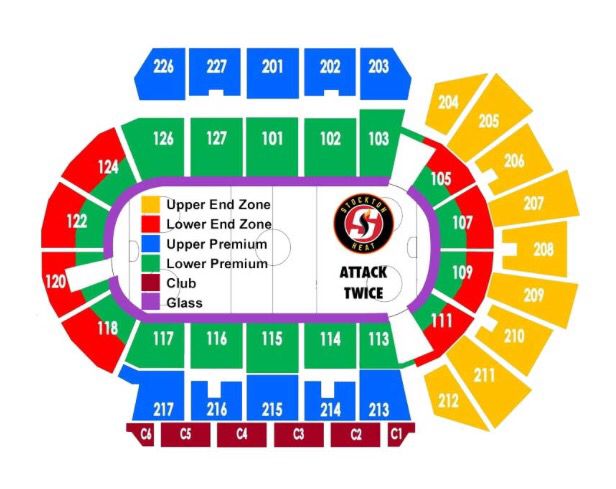 226 227 201 202 203
204
205
206
207
208
209
210
211
212
126 127 101 102 103
124
105
122
107
120
109
118
111
Upper End Zone
Lower End Zone
Upper Premium
Lower Premium
Club
Glass
STOCKTON
HEAT
ATTACK
TWICE
117 116 115 114 113
217 216 215 214 213
C6 C5 C4 C3 C2 C1